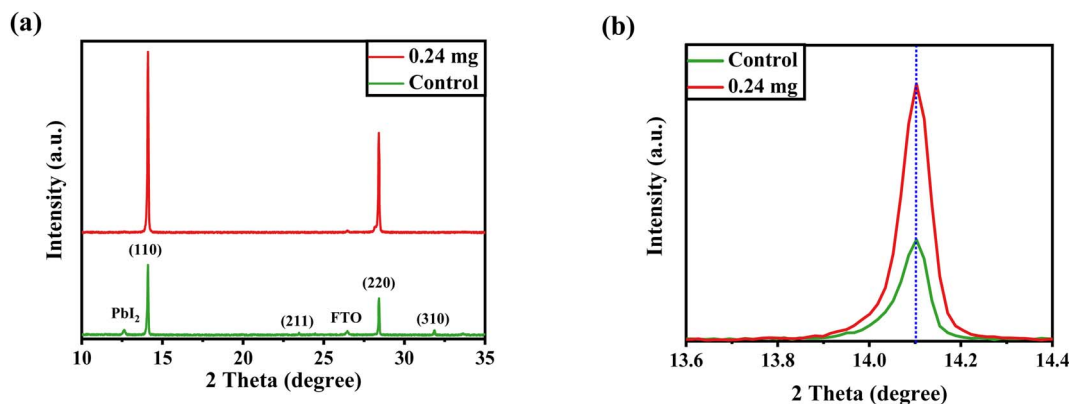 (a)
0.24 mg
Control
Intensity (a.u.)
(110)
PbI₂
(211)
FTO
(220)
(310)
10 15 20 25 30 35
2 Theta (degree)
(b)
Control
0.24 mg
Intensity (a.u.)
13.6 13.8 14.0 14.2 14.4
2 Theta (degree)